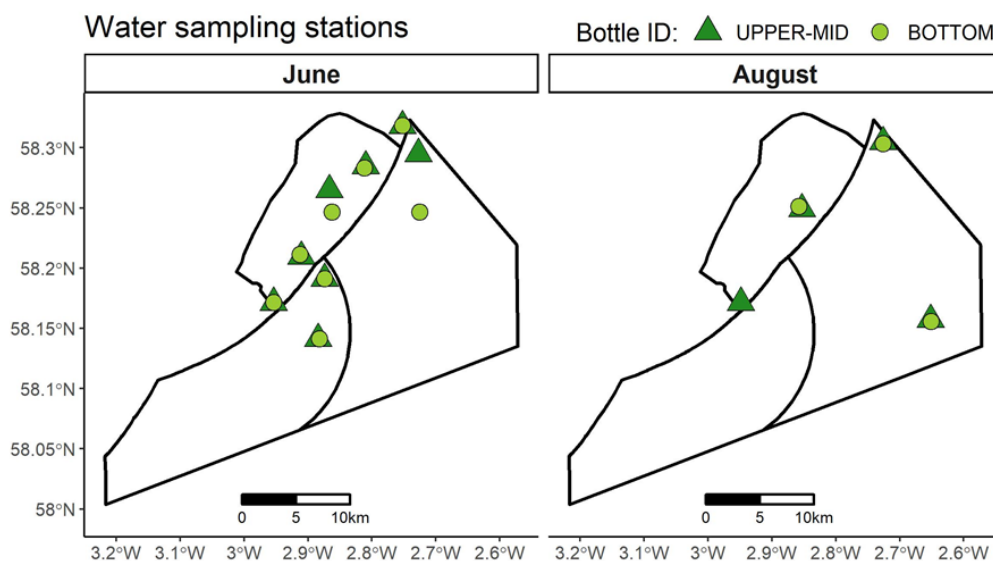 Water sampling stations
Bottle ID: UPPER-MID BOTTOM
June
August
58.3°N
58.25°N
58.2°N
58.15°N
58.1°N
58.05°N
58°N
0 5 10km
0 5 10km
3.2°W 3.1°W 3°W 2.9°W 2.8°W 2.7°W 2.6°W
3.2°W 3.1°W 3°W 2.9°W 2.8°W 2.7°W 2.6°W